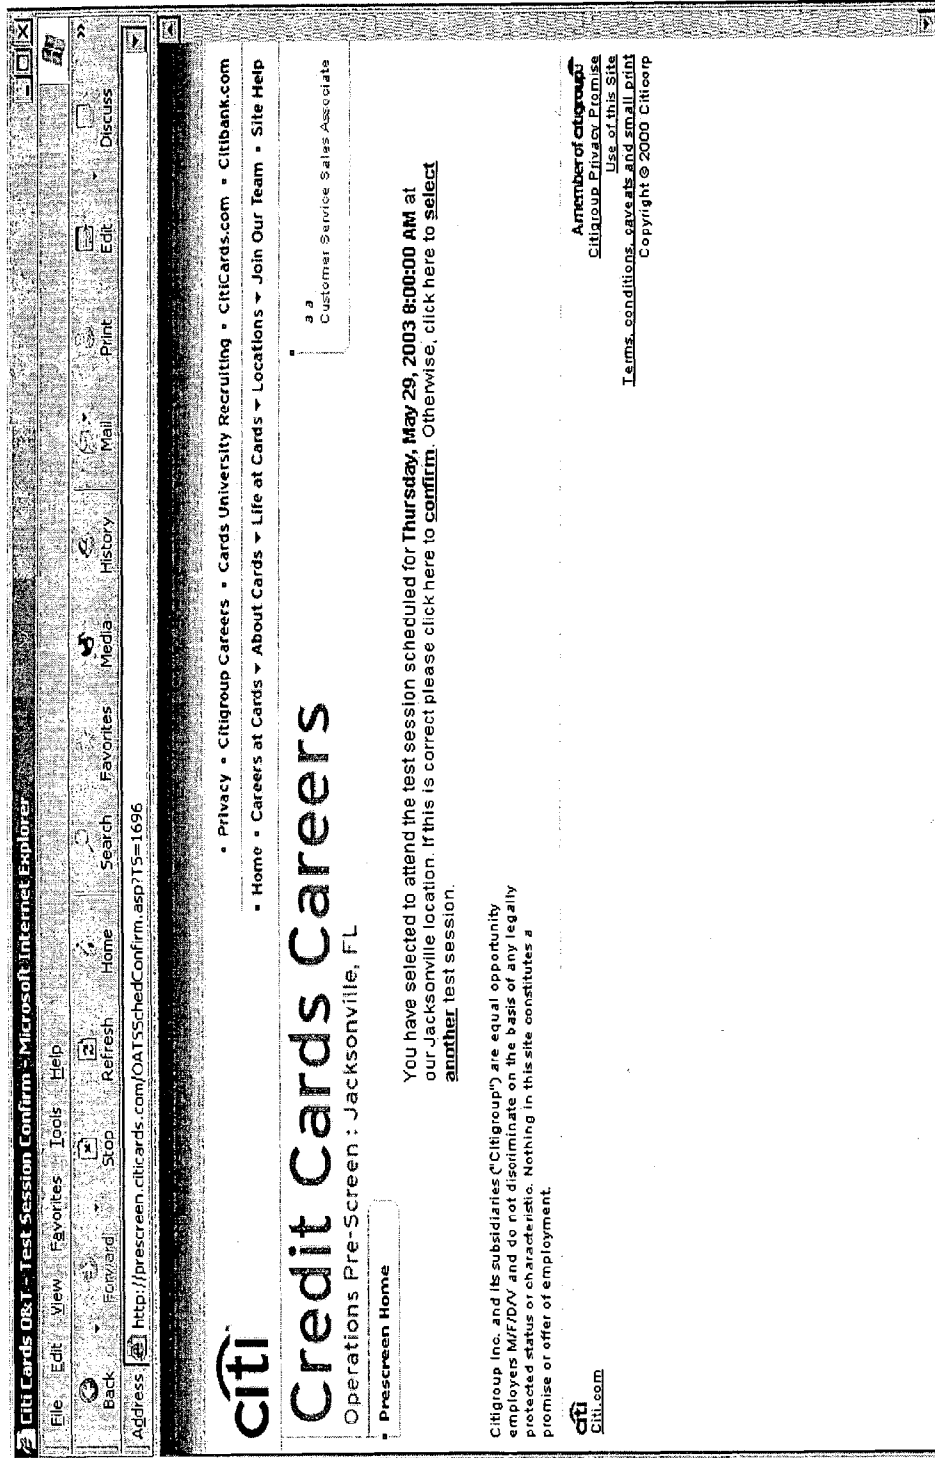 Citi Cards O&T - Test Session Confirm - Microsoft Internet Explorer
File Edit View Favorites Tools Help
Back Forward Stop Refresh Home Search Favorites Media History Mail Print Edit Discuss
Address http://prescreen.citicards.com/OATSSchedConfirm.asp?TS=1696
▪ Privacy ▪ Citigroup Careers ▪ Cards University Recruiting ▪ CitiCards.com ▪ Citibank.com
citi
▪ Home ▪ Careers at Cards ▾ About Cards ▾ Life at Cards ▾ Locations ▾ Join Our Team ▪ Site Help
Credit Cards Careers
a a
Customer Service Sales Associate
Operations Pre-Screen : Jacksonville, FL
▪ Prescreen Home
You have selected to attend the test session scheduled for Thursday, May 29, 2003 8:00:00 AM at
our Jacksonville location. If this is correct please click here to confirm. Otherwise, click here to select
another test session.
Citigroup Inc. and its subsidiaries ("Citigroup") are equal opportunity
employers M/F/D/V and do not discriminate on the basis of any legally
protected status or characteristic. Nothing in this site constitutes a
promise or offer of employment.
citi
Citi.com
A member of citigroup
Citigroup Privacy Promise
Use of this Site
Terms, conditions, caveats and small print
Copyright © 2000 Citicorp